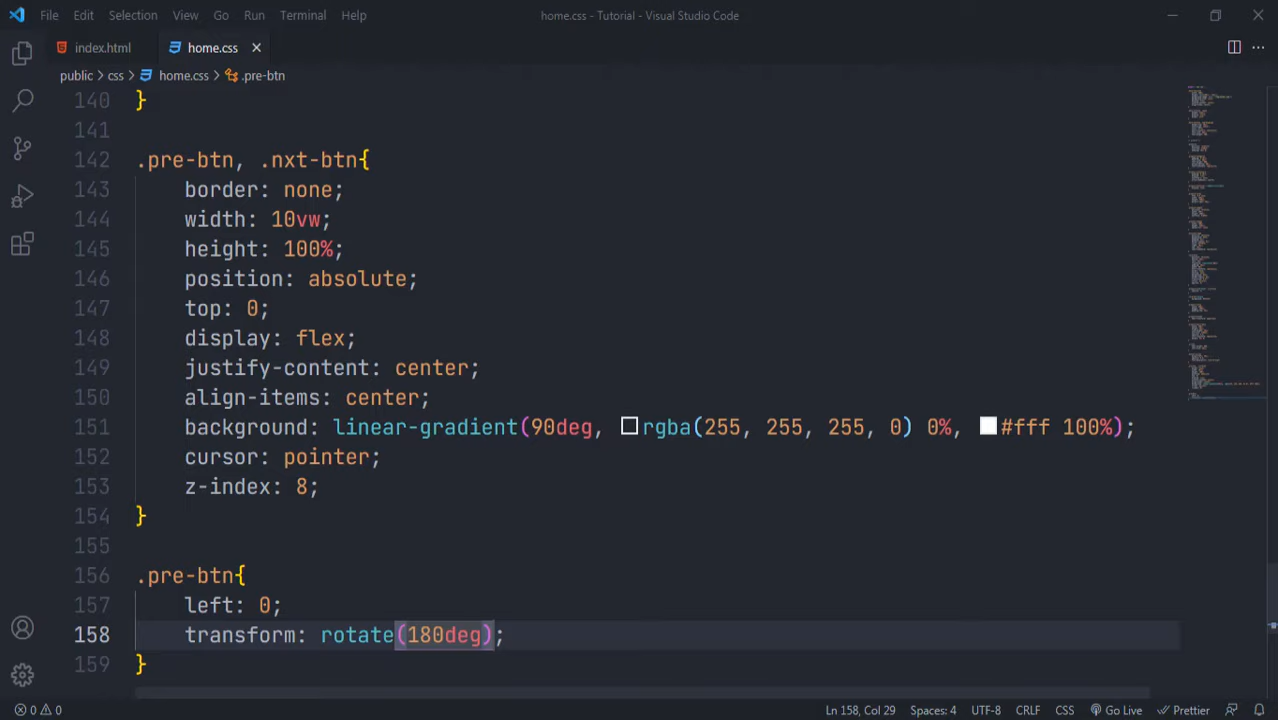 File Edit Selection View Go Run Terminal Help home.css - Tutorial - Visual Studio Code
index.html home.css
public > css > home.css > .pre-btn
140 }
141
142 .pre-btn, .nxt-btn{
143 border: none;
144 width: 10vw;
145 height: 100%;
146 position: absolute;
147 top: 0;
148 display: flex;
149 justify-content: center;
150 align-items: center;
151 background: linear-gradient(90deg, rgba(255, 255, 255, 0) 0%, #fff 100%);
152 cursor: pointer;
153 z-index: 8;
154 }
155
156 .pre-btn{
157 left: 0;
158 transform: rotate(180deg);
159 }
0 0 Ln 158, Col 29 Spaces: 4 UTF-8 CRLF CSS Go Live Prettier